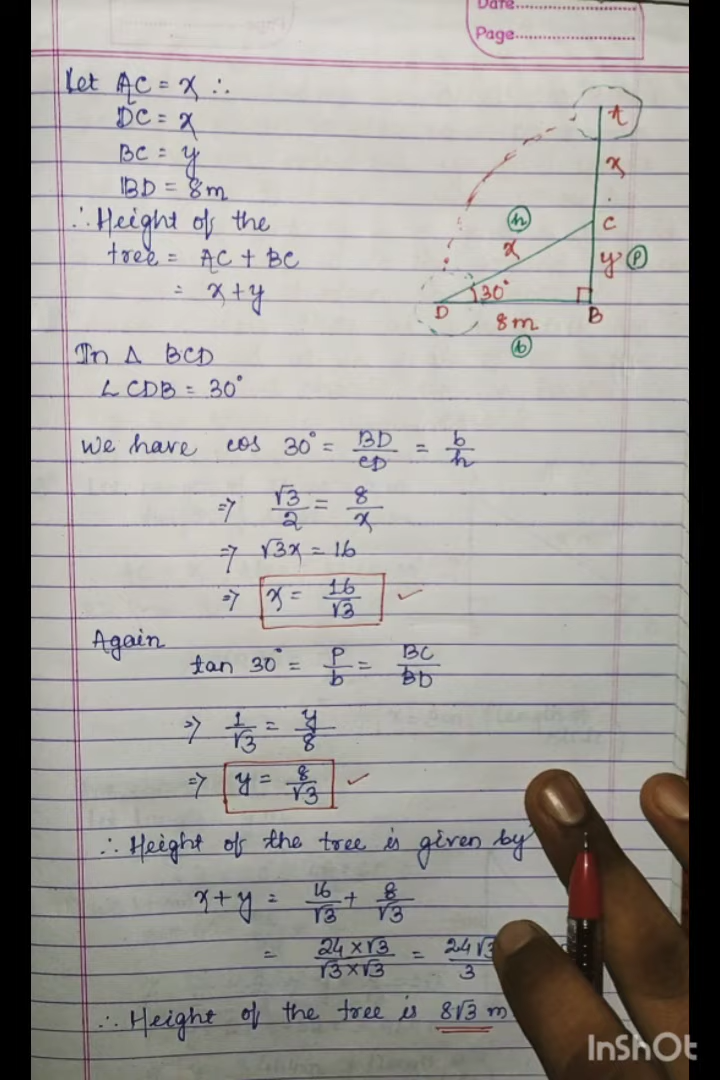 Date..............
Page..............
Let AC = x ∴
DC = x
BC = y
BD = 8m
∴ Height of the
tree = AC + BC
= x + y
A
x
C
h
x
y P
30°
D
8m
B
b
In Δ BCD
∠CDB = 30°
We have cos 30° = BD/CD = b/h
⇒ √3/2 = 8/x
⇒ √3x = 16
⇒ x = 16/√3 ✓
Again
tan 30° = P/b = BC/BD
⇒ 1/√3 = y/8
⇒ y = 8/√3 ✓
∴ Height of the tree is given by
x + y = 16/√3 + 8/√3
= 24×√3/√3×√3 = 24√3/3
∴ Height of the tree is 8√3 m
InShOt